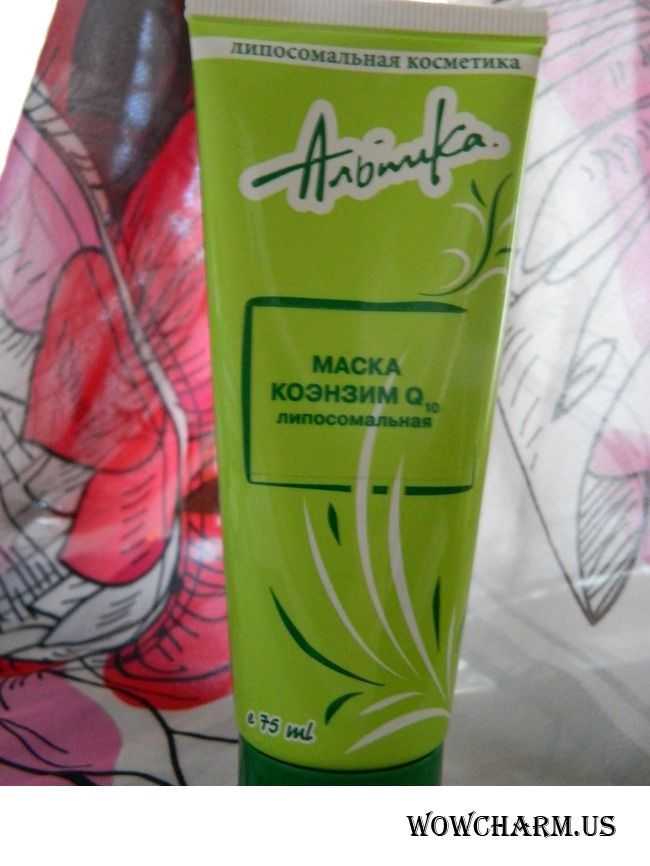 липосомальная косметика
Альпика.
МАСКА
КОЭНЗИМ Q10
липосомальная
e 75 ml
WOWCHARM.US